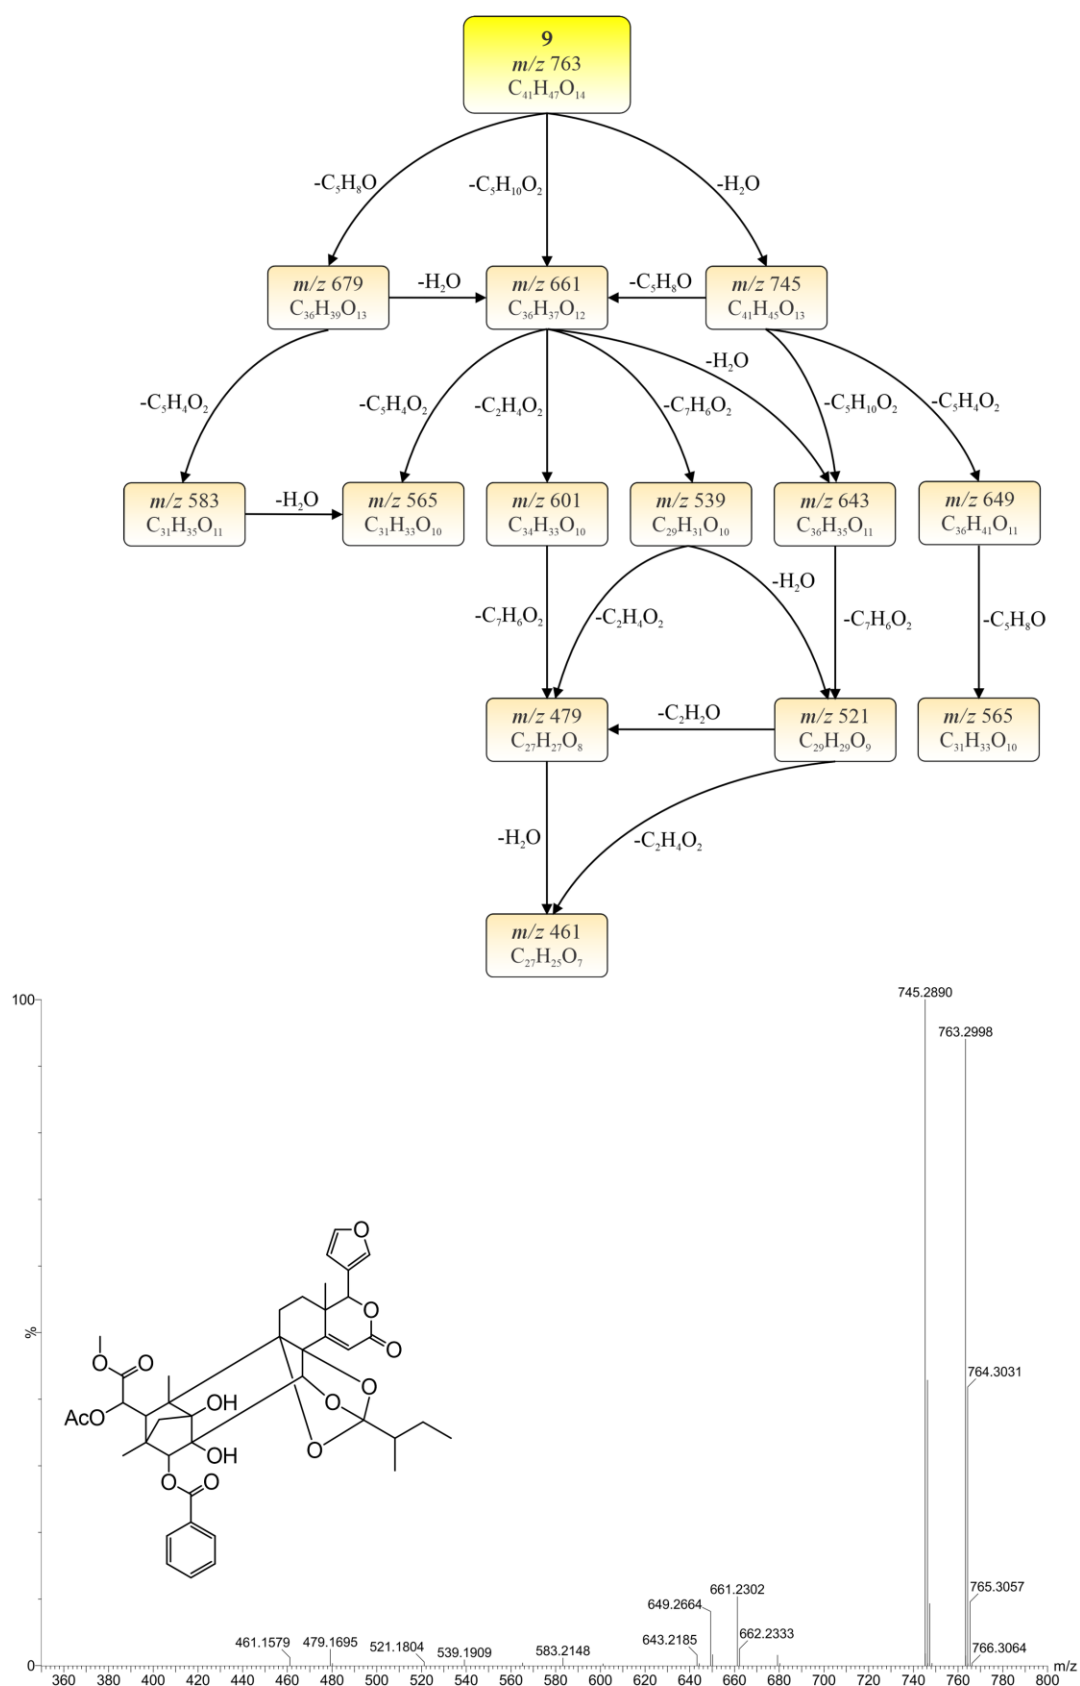 9
m/z 763
C₄₁H₄₇O₁₄
-C₅H₈O
-C₅H₁₀O₂
-H₂O
m/z 679
C₃₆H₃₉O₁₃
-H₂O
m/z 661
C₃₆H₃₇O₁₂
-C₅H₈O
m/z 745
C₄₁H₄₅O₁₃
-C₅H₄O₂
-C₅H₄O₂
-C₂H₄O₂
-C₇H₆O₂
-H₂O
-C₅H₁₀O₂
-C₅H₄O₂
m/z 583
C₃₁H₃₅O₁₁
-H₂O
m/z 565
C₃₁H₃₃O₁₀
m/z 601
C₃₄H₃₃O₁₀
m/z 539
C₂₉H₃₁O₁₀
m/z 643
C₃₆H₃₅O₁₁
m/z 649
C₃₆H₄₁O₁₁
-C₇H₆O₂
-C₂H₄O₂
-H₂O
-C₇H₆O₂
-C₅H₈O
m/z 479
C₂₇H₂₇O₈
-C₂H₂O
m/z 521
C₂₉H₂₉O₉
m/z 565
C₃₁H₃₃O₁₀
-H₂O
-C₂H₄O₂
m/z 461
C₂₇H₂₅O₇
100
745.2890
763.2998
O
O
O
O
O
O
AcO
OH
O
O
OH
O
O
O
%
764.3031
765.3057
766.3064
661.2302
649.2664
662.2333
643.2185
583.2148
539.1909
521.1804
479.1695
461.1579
0
360 380 400 420 440 460 480 500 520 540 560 580 600 620 640 660 680 700 720 740 760 780 800 m/z